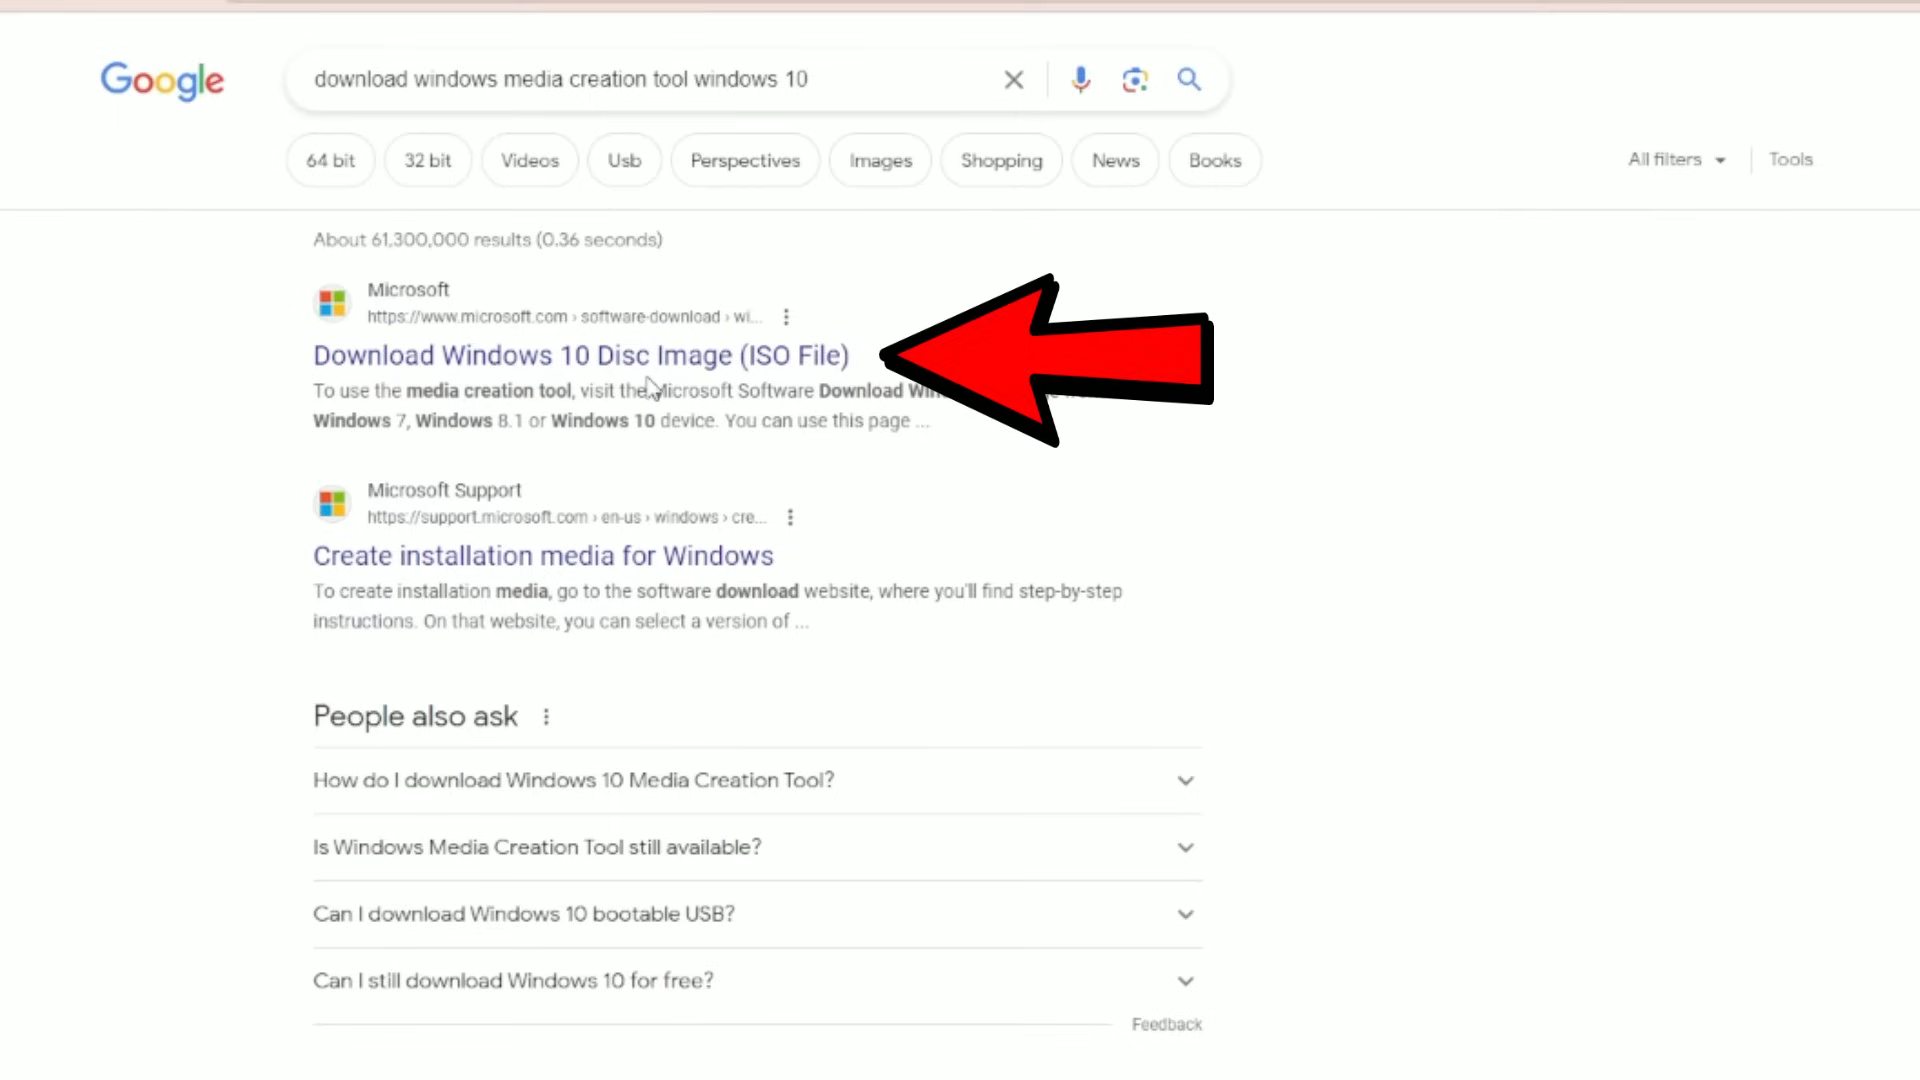 Google
download windows media creation tool windows 10
64 bit
32 bit
Videos
Usb
Perspectives
Images
Shopping
News
Books
All filters
Tools
About 61,300,000 results (0.36 seconds)
Microsoft
https://www.microsoft.com › software-download › wi...
Download Windows 10 Disc Image (ISO File)
To use the media creation tool, visit the Microsoft Software Download
Windows 7, Windows 8.1 or Windows 10 device. You can use this page ...
Microsoft Support
https://support.microsoft.com › en-us › windows › cre...
Create installation media for Windows
To create installation media, go to the software download website, where you'll find step-by-step
instructions. On that website, you can select a version of ...
People also ask
How do I download Windows 10 Media Creation Tool?
Is Windows Media Creation Tool still available?
Can I download Windows 10 bootable USB?
Can I still download Windows 10 for free?
Feedback